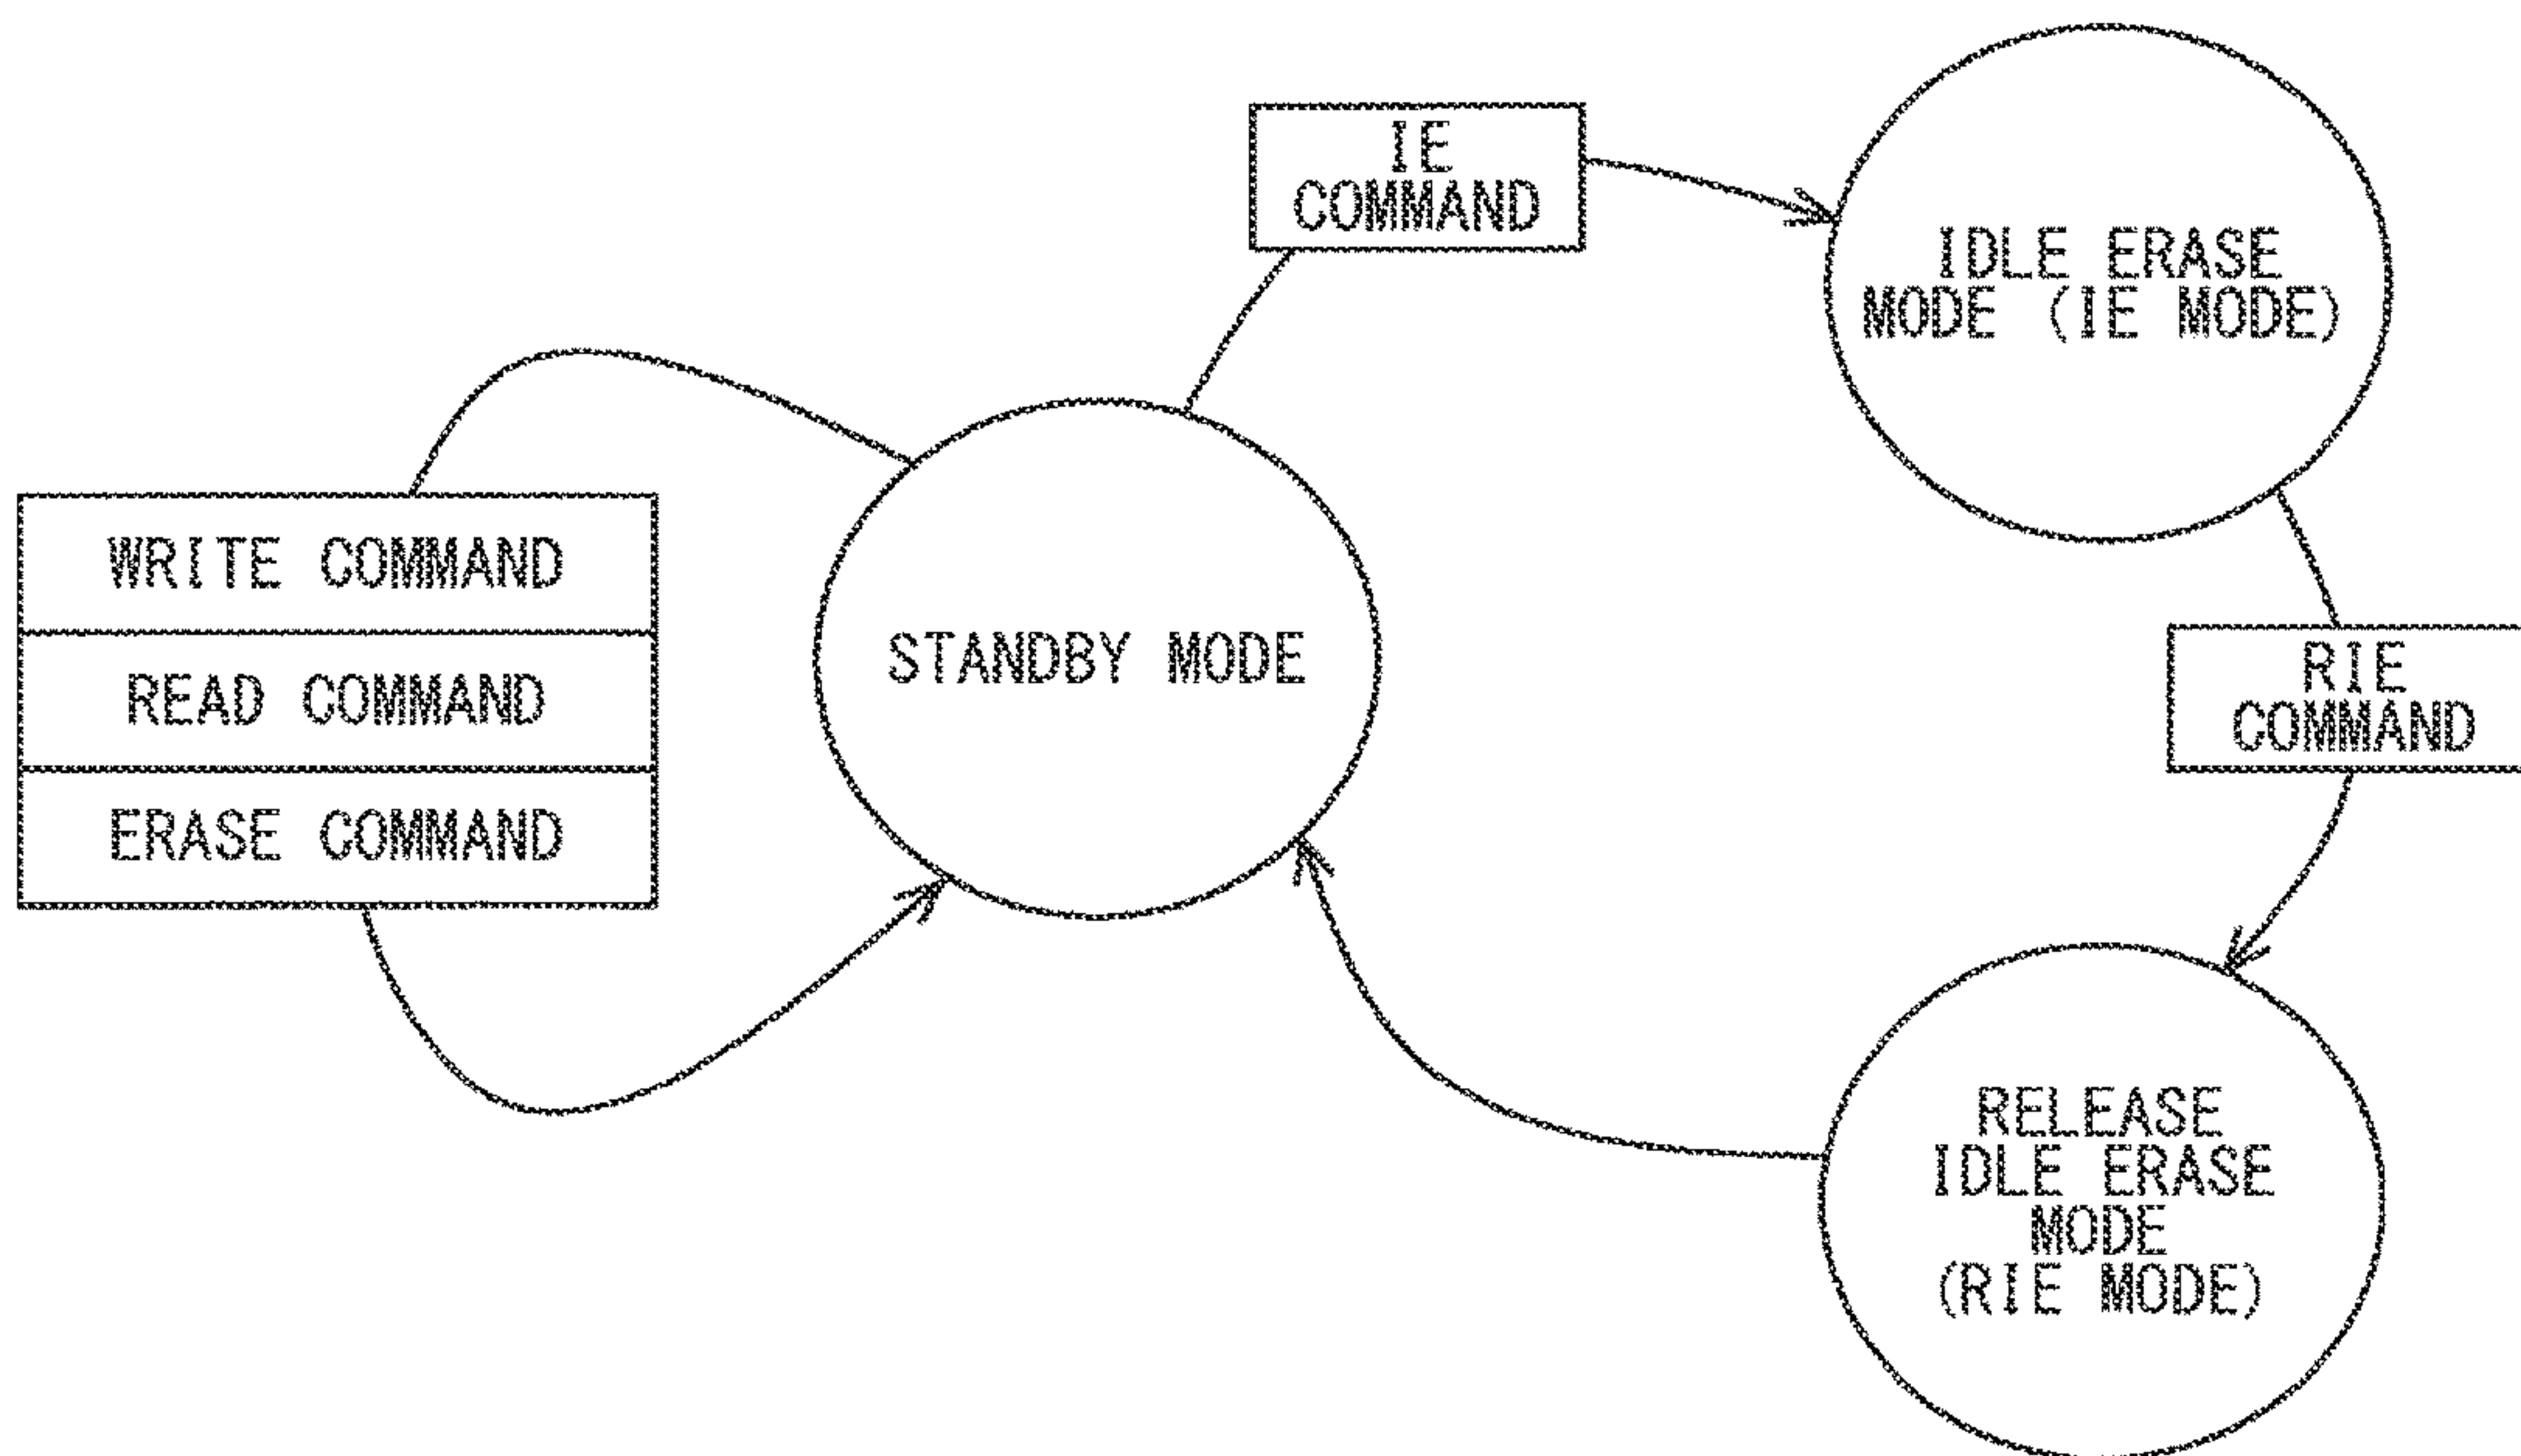 IE
COMMAND
IDLE ERASE
MODE (IE MODE)
WRITE COMMAND
READ COMMAND
ERASE COMMAND
STANDBY MODE
RIE
COMMAND
RELEASE
IDLE ERASE
MODE
(RIE MODE)